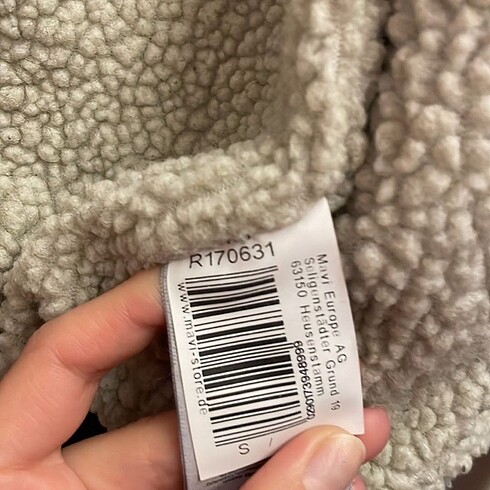 R170631
www.mavi-store.de
Mavi Europe AG
Seligenstädter Grund 19
63150 Heusenstamm
S /